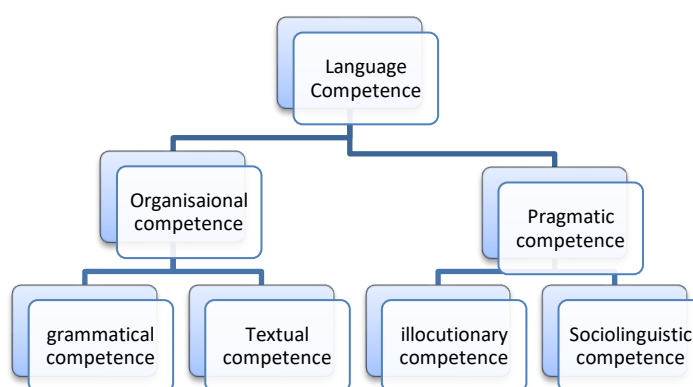 Language
Competence
Organisaional
competence
Pragmatic
competence
grammatical
competence
Textual
competence
illocutionary
competence
Sociolinguistic
competence